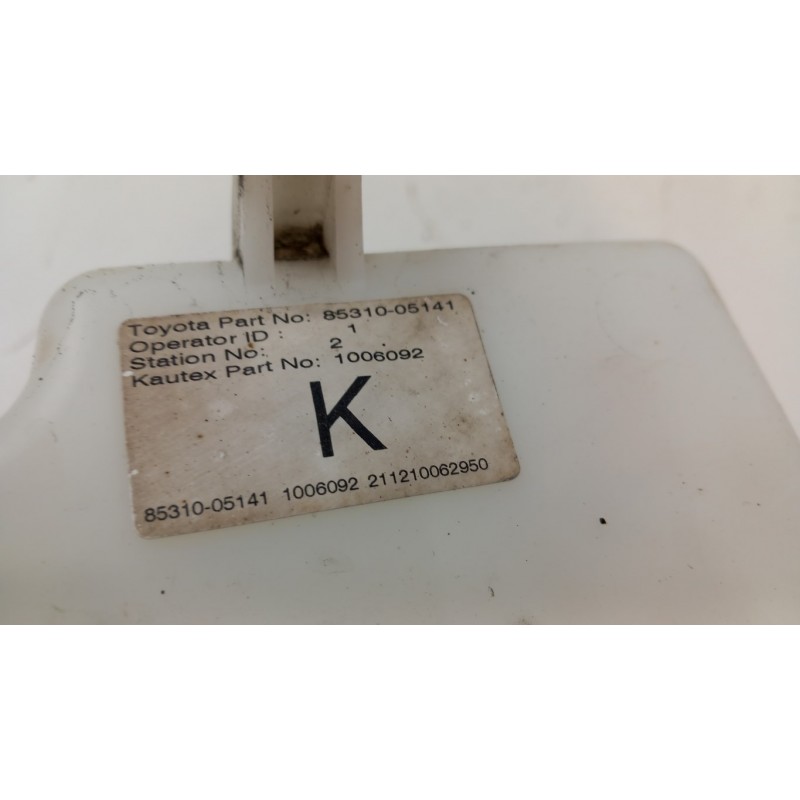 Toyota Part No: 85310-05141
Operator ID : 1
Station No: 2
Kautex Part No: 1006092
K
85310-05141 1006092 211210062950